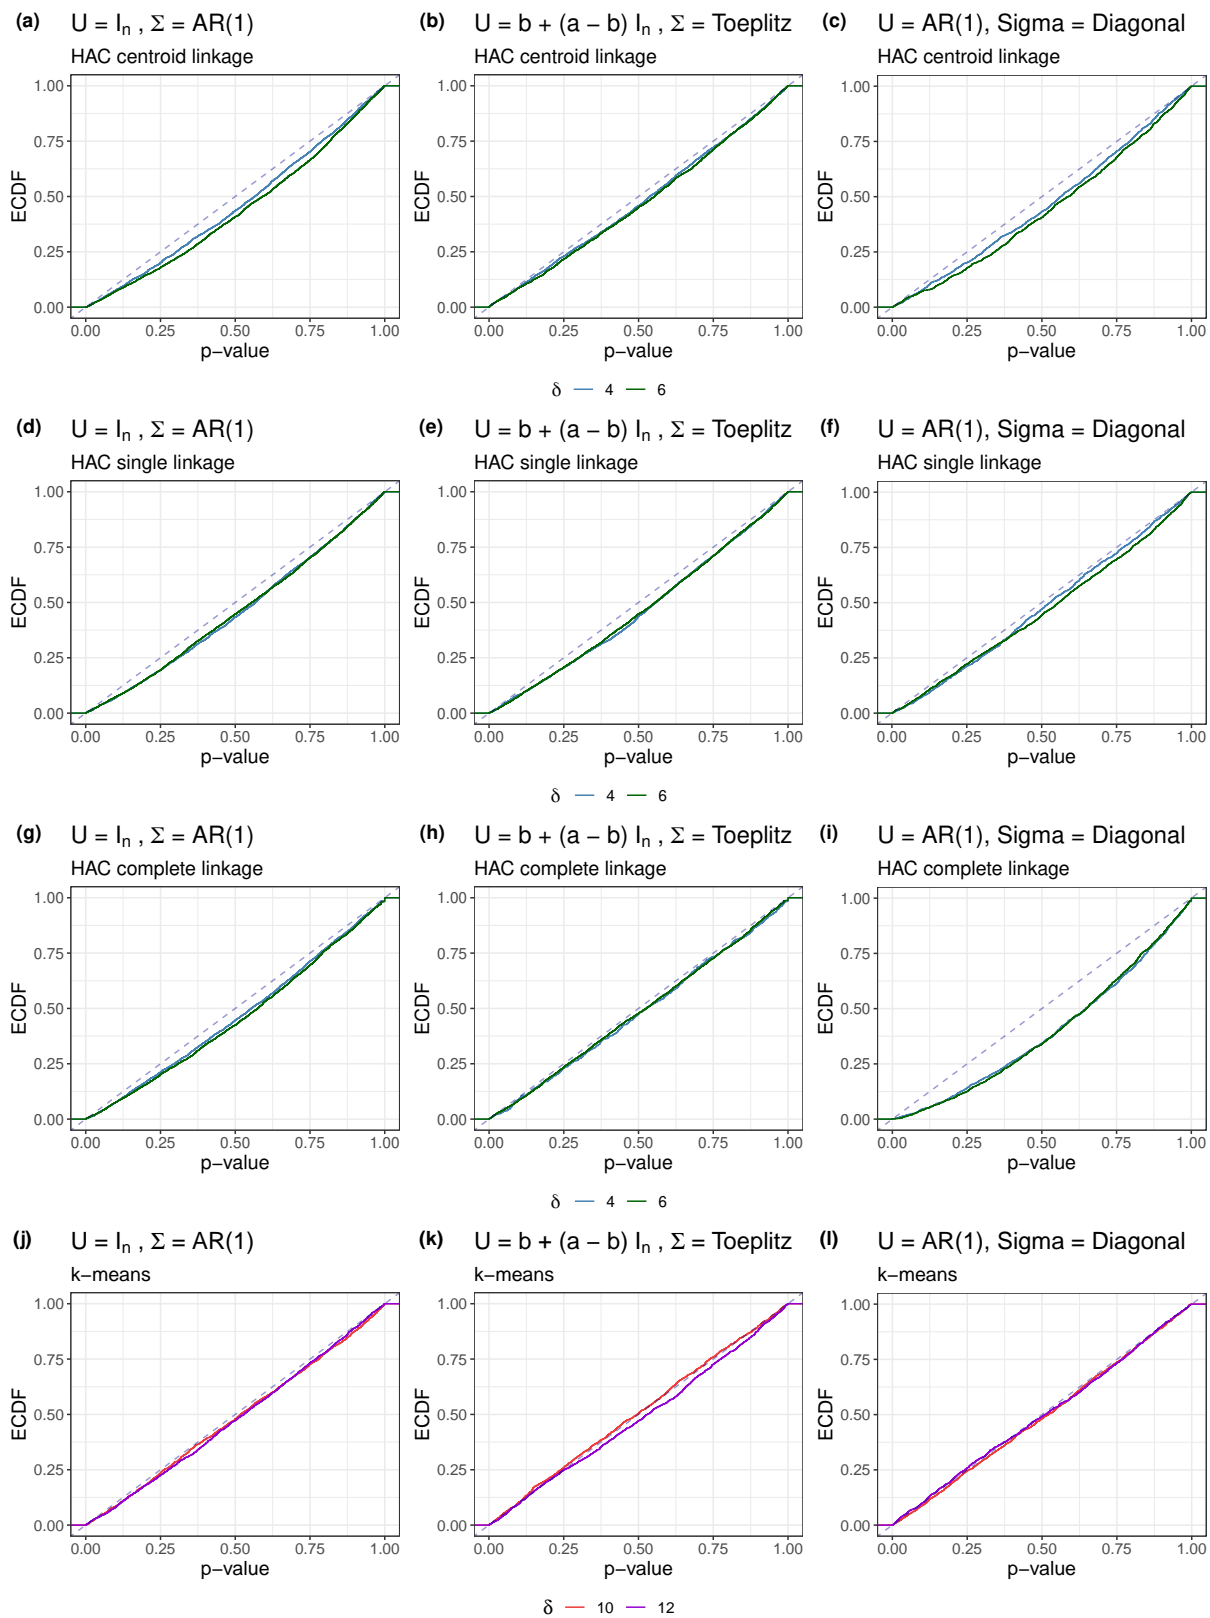 (a) U = Iₙ , Σ = AR(1)
HAC centroid linkage
1.00
0.75
0.50
0.25
0.00
ECDF
0.00 0.25 0.50 0.75 1.00
p−value
(b) U = b + (a − b) Iₙ , Σ = Toeplitz
HAC centroid linkage
1.00
0.75
0.50
0.25
0.00
ECDF
0.00 0.25 0.50 0.75 1.00
p−value
(c) U = AR(1), Sigma = Diagonal
HAC centroid linkage
1.00
0.75
0.50
0.25
0.00
ECDF
0.00 0.25 0.50 0.75 1.00
p−value
δ 4 6
(d) U = Iₙ , Σ = AR(1)
HAC single linkage
1.00
0.75
0.50
0.25
0.00
ECDF
0.00 0.25 0.50 0.75 1.00
p−value
(e) U = b + (a − b) Iₙ , Σ = Toeplitz
HAC single linkage
1.00
0.75
0.50
0.25
0.00
ECDF
0.00 0.25 0.50 0.75 1.00
p−value
(f) U = AR(1), Sigma = Diagonal
HAC single linkage
1.00
0.75
0.50
0.25
0.00
ECDF
0.00 0.25 0.50 0.75 1.00
p−value
δ 4 6
(g) U = Iₙ , Σ = AR(1)
HAC complete linkage
1.00
0.75
0.50
0.25
0.00
ECDF
0.00 0.25 0.50 0.75 1.00
p−value
(h) U = b + (a − b) Iₙ , Σ = Toeplitz
HAC complete linkage
1.00
0.75
0.50
0.25
0.00
ECDF
0.00 0.25 0.50 0.75 1.00
p−value
(i) U = AR(1), Sigma = Diagonal
HAC complete linkage
1.00
0.75
0.50
0.25
0.00
ECDF
0.00 0.25 0.50 0.75 1.00
p−value
δ 4 6
(j) U = Iₙ , Σ = AR(1)
k−means
1.00
0.75
0.50
0.25
0.00
ECDF
0.00 0.25 0.50 0.75 1.00
p−value
(k) U = b + (a − b) Iₙ , Σ = Toeplitz
k−means
1.00
0.75
0.50
0.25
0.00
ECDF
0.00 0.25 0.50 0.75 1.00
p−value
(l) U = AR(1), Sigma = Diagonal
k−means
1.00
0.75
0.50
0.25
0.00
ECDF
0.00 0.25 0.50 0.75 1.00
p−value
δ 10 12